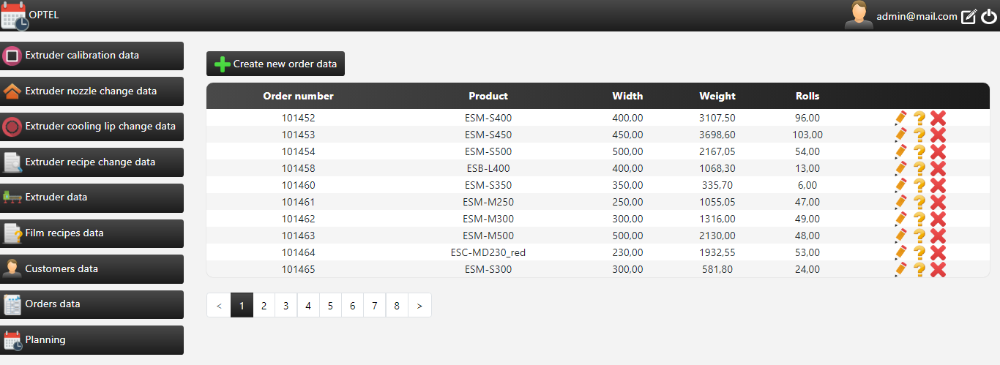 OPTEL
admin@mail.com
Extruder calibration data
Extruder nozzle change data
Extruder cooling lip change data
Extruder recipe change data
Extruder data
Film recipes data
Customers data
Orders data
Planning
Create new order data
Order number Product Width Weight Rolls
101452 ESM-S400 400,00 3107,50 96,00
101453 ESM-S450 450,00 3698,60 103,00
101454 ESM-S500 500,00 2167,05 54,00
101458 ESB-L400 400,00 1068,30 13,00
101460 ESM-S350 350,00 335,70 6,00
101461 ESM-M250 250,00 1055,05 47,00
101462 ESM-M300 300,00 1316,00 49,00
101463 ESM-M500 500,00 2130,00 48,00
101464 ESC-MD230_red 230,00 1932,55 53,00
101465 ESM-S300 300,00 581,80 24,00
< 1 2 3 4 5 6 7 8 >